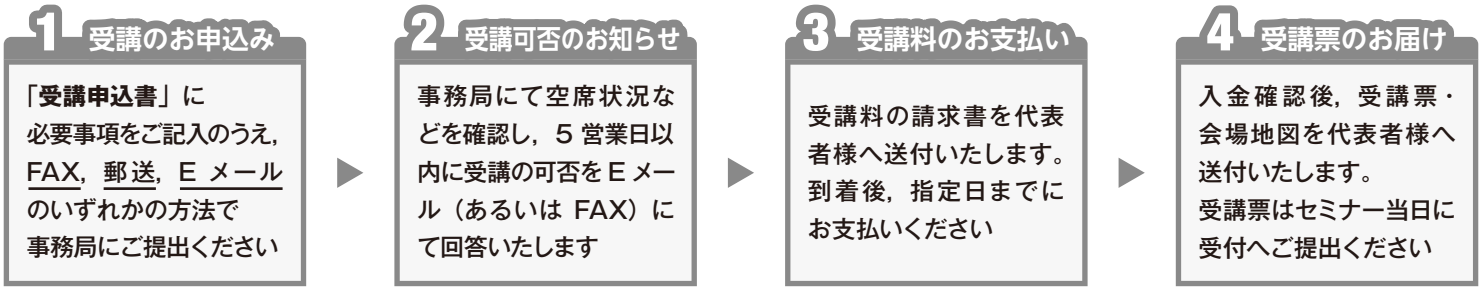 1 受講のお申込み
「受講申込書」に
必要事項をご記入のうえ,
FAX, 郵送, E メール
のいずれかの方法で
事務局にご提出ください
2 受講可否のお知らせ
事務局にて空席状況な
どを確認し, 5 営業日以
内に受講の可否を E メー
ル（あるいは FAX）に
て回答いたします
3 受講料のお支払い
受講料の請求書を代表
者様へ送付いたします。
到着後, 指定日までに
お支払いください
4 受講票のお届け
入金確認後, 受講票・
会場地図を代表者様へ
送付いたします。
受講票はセミナー当日に
受付へご提出ください